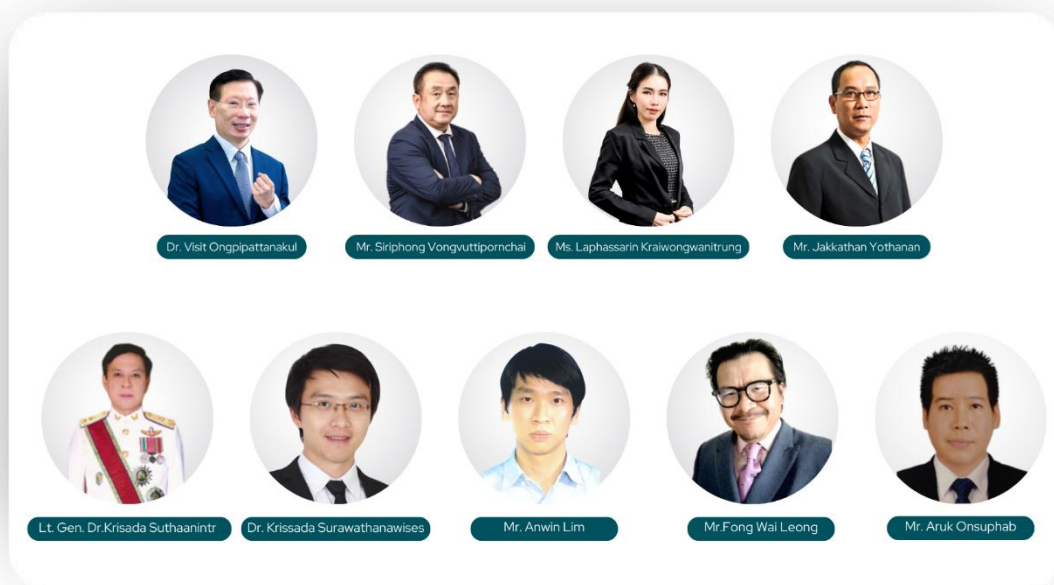 Dr. Visit Ongpipattanakul
Mr. Siriphong Vongvuttipornchai
Ms. Laphassarin Kraiwongwanitrung
Mr. Jakkathan Yothanan
Lt. Gen. Dr.Krisada Suthaanintr
Dr. Krissada Surawathanawises
Mr. Anwin Lim
Mr.Fong Wai Leong
Mr. Aruk Onsuphab